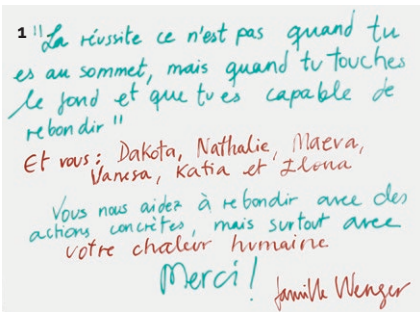 1 "La réussite ce n'est pas quand tu
es au sommet, mais quand tu touches
le fond et que tu es capable de
rebondir"
Et vous : Dakota, Nathalie, Maeva,
Vanesa, Katia et Ilona
Vous nous aidez à rebondir avec des
actions concrètes, mais surtout avec
votre chaleur humaine
Merci !
famille Wenger